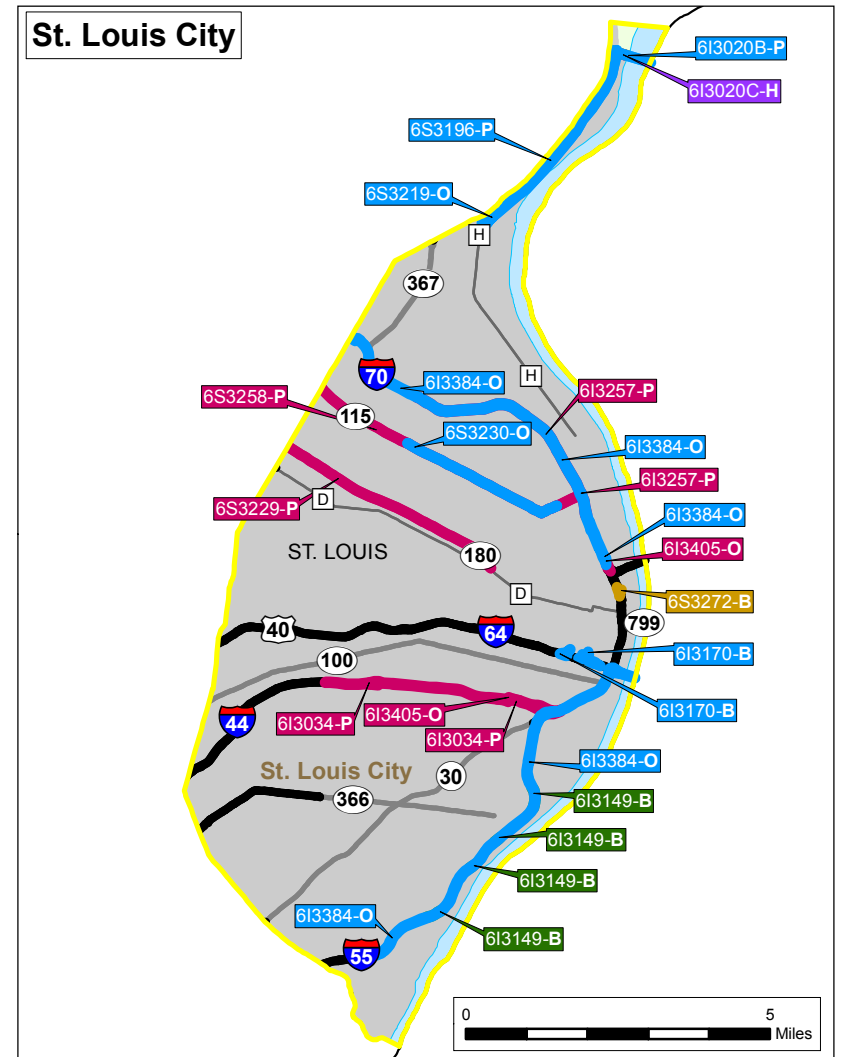 St. Louis City
6I3020B-P
6I3020C-H
6S3196-P
6S3219-O
H
367
70
6I3384-O
H
6I3257-P
6S3258-P
115
6S3230-O
6I3384-O
6I3257-P
6S3229-P
D
6I3384-O
ST. LOUIS
180
6I3405-O
D
6S3272-B
40
64
799
100
6I3170-B
44
6I3034-P
6I3405-O
6I3170-B
6I3034-P
6I3384-O
St. Louis City
30
366
6I3149-B
6I3149-B
6I3149-B
6I3384-O
6I3149-B
55
0 5
Miles